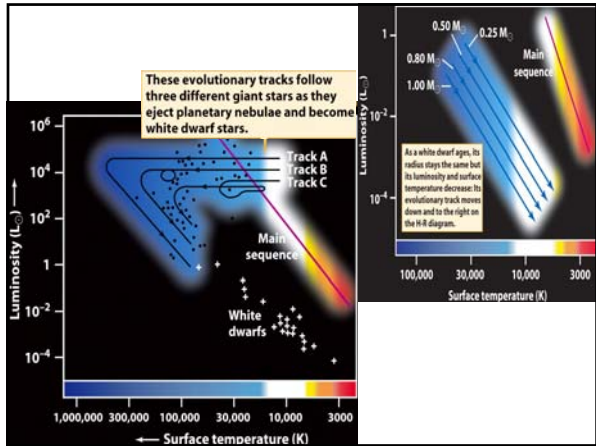 These evolutionary tracks follow
three different giant stars as they
eject planetary nebulae and become
white dwarf stars.
10⁶
10⁴
10²
1
10⁻²
10⁻⁴
Luminosity (L⊙) →
Track A
Track B
Track C
Main
sequence
White
dwarfs
1,000,000
300,000
100,000
30,000
10,000
3000
← Surface temperature (K)
1
10⁻²
10⁻⁴
Luminosity (L⊙)
0.50 M⊙
0.25 M⊙
0.80 M⊙
1.00 M⊙
Main
sequence
As a white dwarf ages, its
radius stays the same but
its luminosity and surface
temperature decrease: Its
evolutionary track moves
down and to the right on
the H-R diagram.
100,000
30,000
10,000
3000
Surface temperature (K)